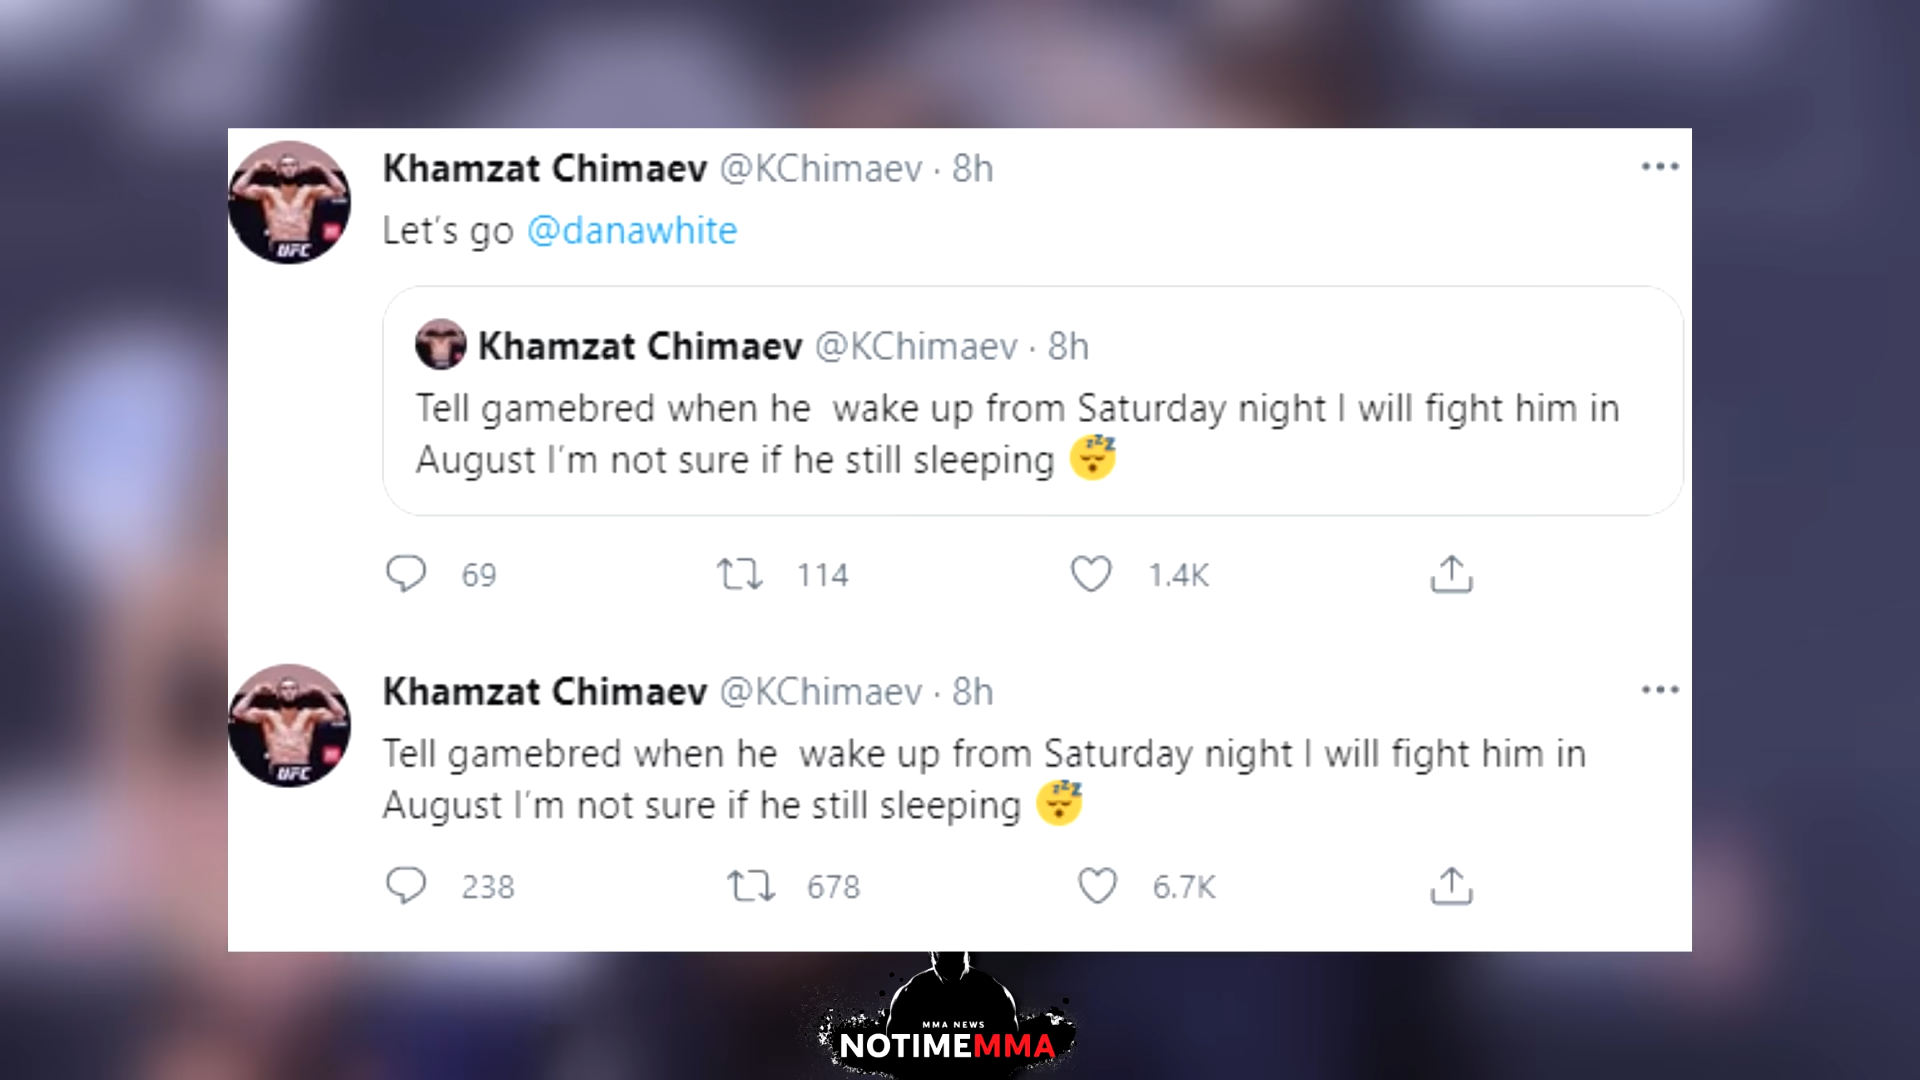 Khamzat Chimaev @KChimaev · 8h
Let's go @danawhite
Khamzat Chimaev @KChimaev · 8h
Tell gamebred when he  wake up from Saturday night I will fight him in
August I'm not sure if he still sleeping 😴
69 114 1.4K
Khamzat Chimaev @KChimaev · 8h
Tell gamebred when he  wake up from Saturday night I will fight him in
August I'm not sure if he still sleeping 😴
238 678 6.7K
UFC
UFC
MMA NEWS
NOTIMEMMA